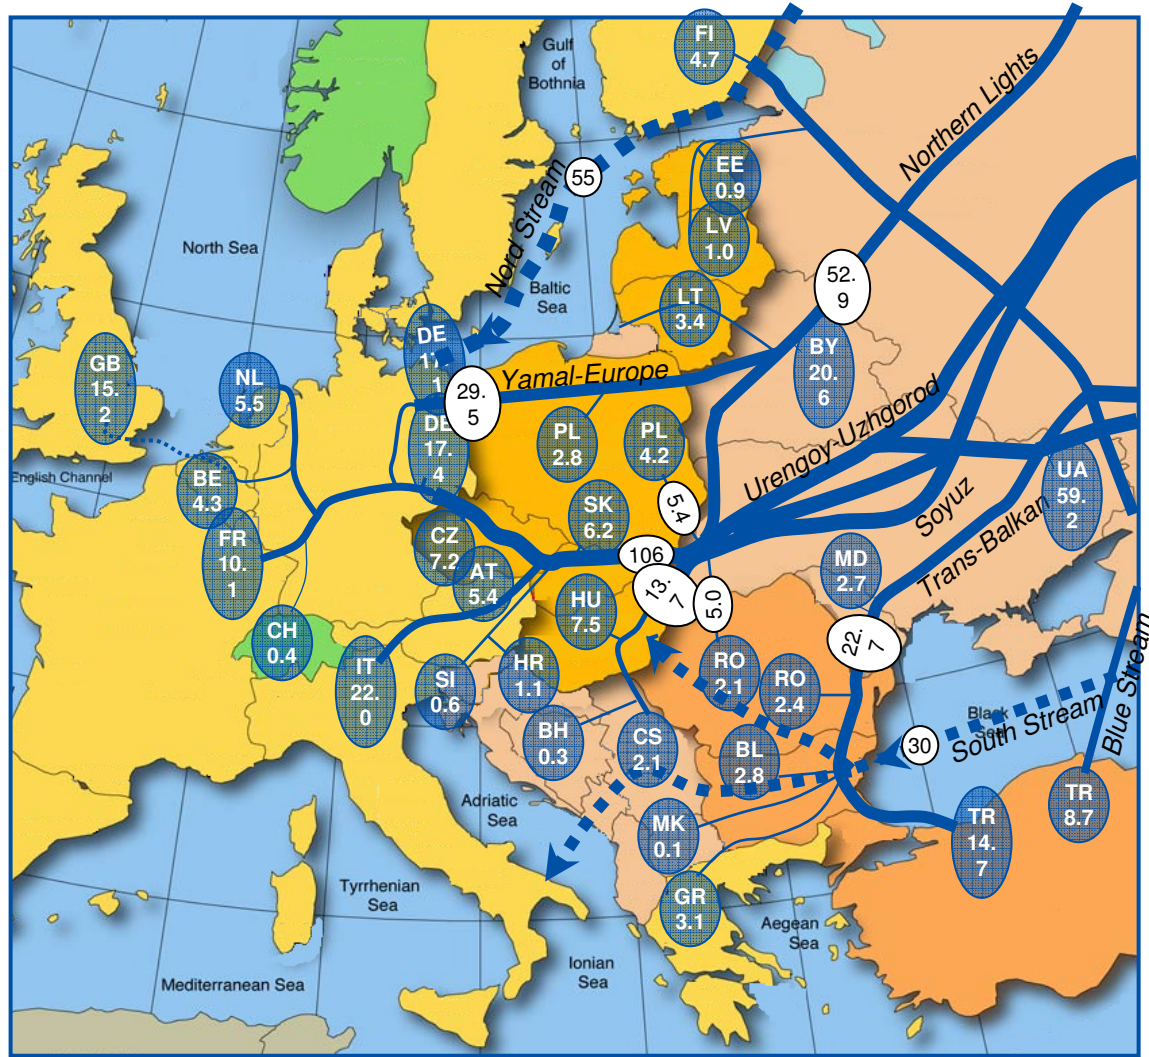 FI
4.7
Gulf
of
Bothnia
Northern Lights
EE
0.9
55
Nord Stream
LV
1.0
North Sea
52.
9
Baltic
Sea
LT
3.4
DE
17.
1
BY
20.
6
GB
15.
2
NL
5.5
29.
5
Yamal-Europe
Urengoy-Uzhgorod
DE
17.
4
PL
2.8
PL
4.2
English Channel
BE
4.3
UA
59.
2
SK
6.2
5.4
Soyuz
FR
10.
1
CZ
7.2
AT
5.4
106
Trans-Balkan
MD
2.7
HU
7.5
13.
7
5.0
CH
0.4
22.
7
IT
22.
0
SI
0.6
HR
1.1
RO
2.1
RO
2.4
Blue Stream
Black
Sea
South Stream
30
BH
0.3
CS
2.1
BL
2.8
TR
8.7
Adriatic
Sea
MK
0.1
TR
14.
7
Tyrrhenian
Sea
GR
3.1
Aegean
Sea
Ionian
Sea
Mediterranean Sea